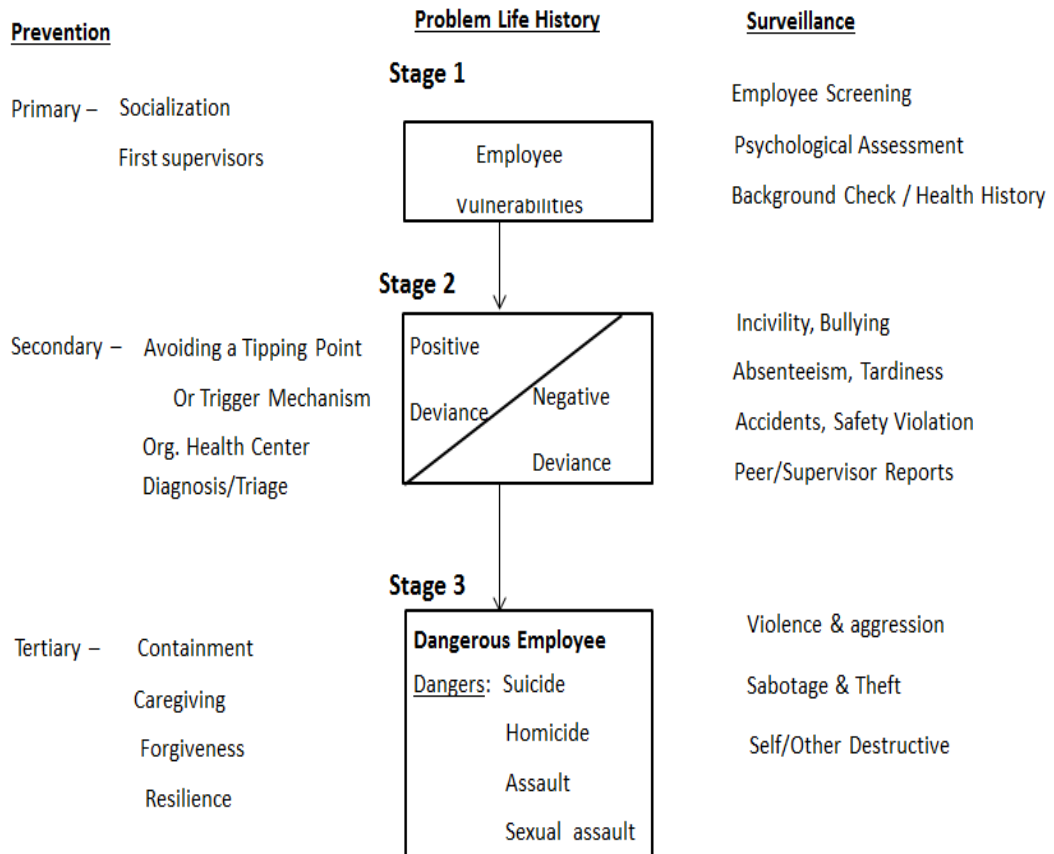 Prevention
Problem Life History
Surveillance
Stage 1
Primary – Socialization
First supervisors
Employee
Vulnerabilities
Employee Screening
Psychological Assessment
Background Check / Health History
Stage 2
Secondary – Avoiding a Tipping Point
Or Trigger Mechanism
Org. Health Center
Diagnosis/Triage
Positive
Deviance
Negative
Deviance
Incivility, Bullying
Absenteeism, Tardiness
Accidents, Safety Violation
Peer/Supervisor Reports
Stage 3
Tertiary – Containment
Caregiving
Forgiveness
Resilience
Dangerous Employee
Dangers: Suicide
Homicide
Assault
Sexual assault
Violence & aggression
Sabotage & Theft
Self/Other Destructive